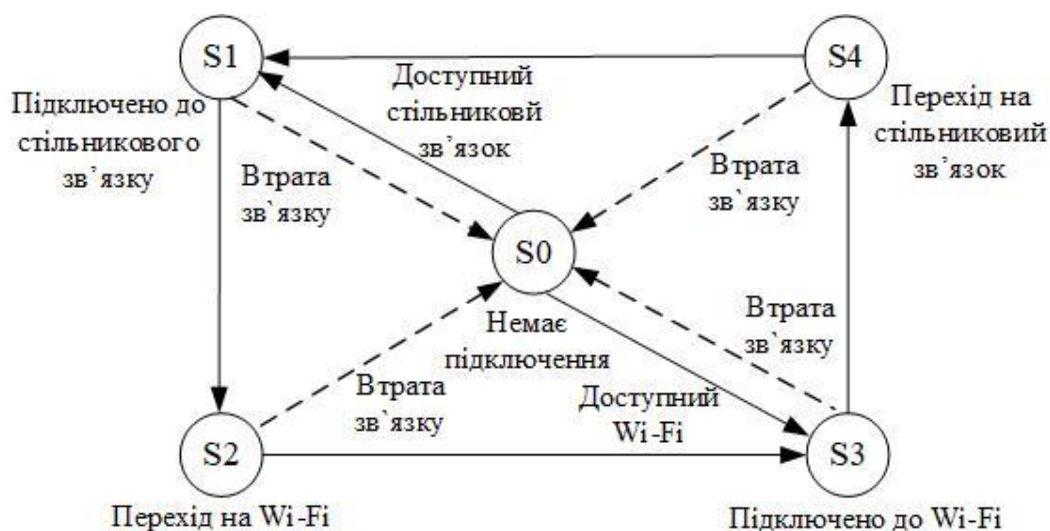 S1
S4
Підключено до
стільникового
зв’язку
Доступний
стільникови
зв’язок
Перехід на
стільниковий
зв’язок
Втрата
зв`язку
Втрата
зв`язку
S0
Немає
підключення
Втрата
зв`язку
Втрата
зв`язку
Доступний
Wi-Fi
S2
S3
Перехід на Wi-Fi
Підключено до Wi-Fi